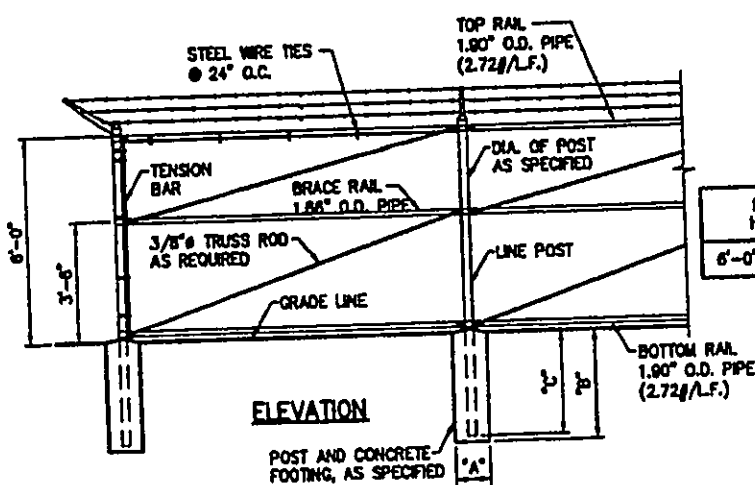 TOP RAIL
1.90" O.D. PIPE
(2.72#/L.F.)
STEEL WIRE TIES
@ 24" O.C.
TENSION
BAR
DIA. OF POST
AS SPECIFIED
BRACE RAIL
1.66" O.D. PIPE
3/8"ø TRUSS ROD
AS REQUIRED
LINE POST
GRADE LINE
6'-0"
3'-6"
6'-0"
BOTTOM RAIL
1.90" O.D. PIPE
(2.72#/L.F.)
"C"
"B"
ELEVATION
POST AND CONCRETE
FOOTING, AS SPECIFIED
"A"